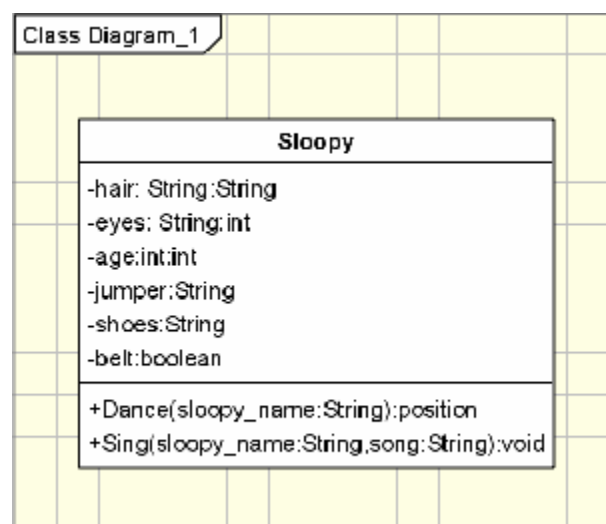 Class Diagram_1
Sloopy
-hair: String:String
-eyes: String:int
-age:int:int
-jumper:String
-shoes:String
-belt:boolean
+Dance(sloopy_name:String):position
+Sing(sloopy_name:String,song:String):void